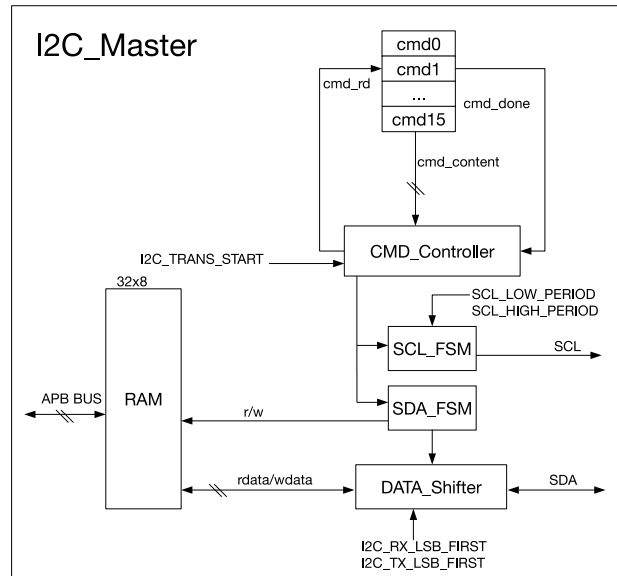 I2C_Master
cmd0
cmd1
...
cmd15
cmd_rd
cmd_done
cmd_content
CMD_Controller
I2C_TRANS_START
32x8
SCL_LOW_PERIOD
SCL_HIGH_PERIOD
SCL_FSM
SCL
APB BUS
RAM
r/w
SDA_FSM
rdata/wdata
DATA_Shifter
SDA
I2C_RX_LSB_FIRST
I2C_TX_LSB_FIRST